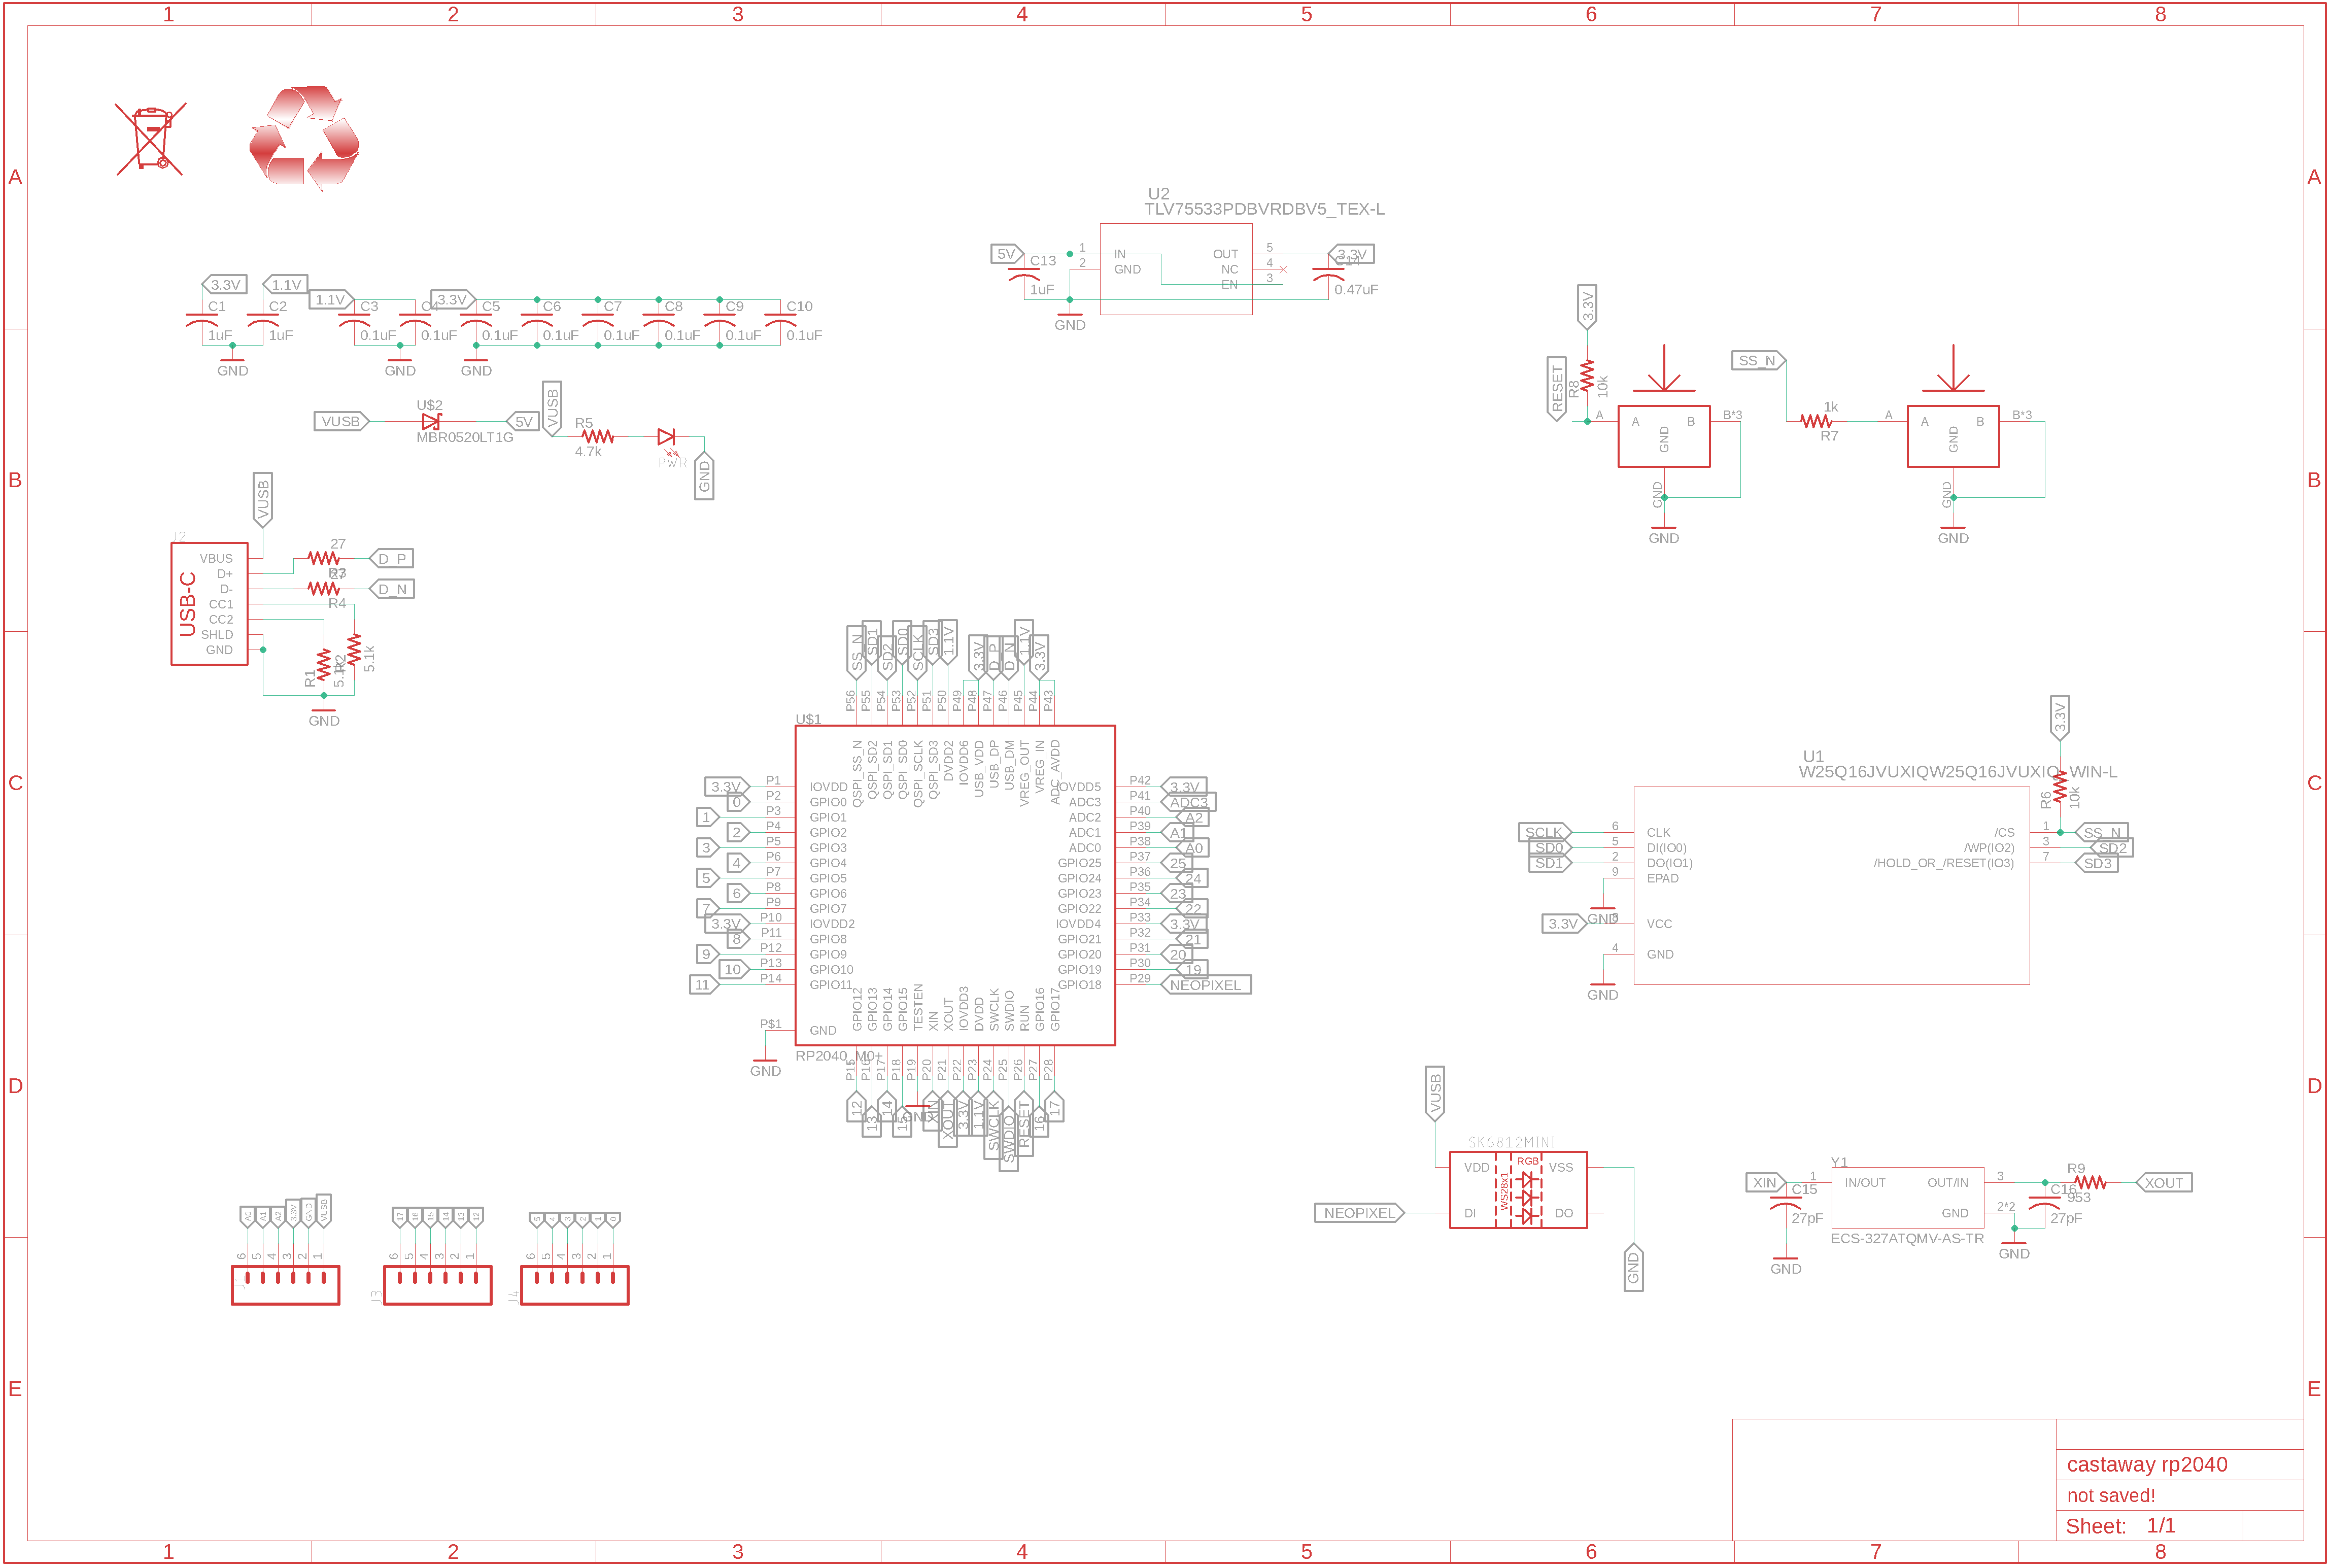 1 2 3 4 5 6 7 8
A A
U2
TLV75533PDBVRDBV5_TEX-L
5V C13 1uF
1 IN
2 GND
OUT 5
NC 4
EN 3
3.3V
0.47uF
GND
3.3V 1.1V 1.1V 3.3V
C1 C2 C3 C4 C5 C6 C7 C8 C9 C10
1uF 1uF 0.1uF 0.1uF 0.1uF 0.1uF 0.1uF 0.1uF 0.1uF 0.1uF
GND GND GND
VUSB U$2 5V
MBR0520LT1G
VUSB R5
4.7k
PWR
GND
3.3V
RESET R8 10k
A A B B*3
GND
GND
GND
SS_N
1k
R7
A A B B*3
GND
GND
GND
B B
VUSB
J2
USB-C
VBUS
D+
D-
CC1
CC2
SHLD
GND
27
R3
27
R4
D_P
D_N
R1 5.1k R2 5.1k
GND
SS_N SD1 SD2 SD0 SCLK SD3 1.1V 3.3V D_P D_N 1.1V 3.3V
P56 P55 P54 P53 P52 P51 P50 P49 P48 P47 P46 P45 P44 P43
U$1
QSPI_SS_N QSPI_SD2 QSPI_SD1 QSPI_SD0 QSPI_SCLK QSPI_SD3 DVDD2 IOVDD6 USB_VDD USB_DP USB_DM VREG_OUT VREG_IN ADC_AVDD
C C
3.3V P1 IOVDD IOVDD5 P42 3.3V
0 P2 GPIO0 ADC3 P41 ADC3
1 P3 GPIO1 ADC2 P40 A2
2 P4 GPIO2 ADC1 P39 A1
3 P5 GPIO3 ADC0 P38 A0
4 P6 GPIO4 GPIO25 P37 25
5 P7 GPIO5 GPIO24 P36 24
6 P8 GPIO6 GPIO23 P35 23
7 P9 GPIO7 GPIO22 P34 22
3.3V P10 IOVDD2 IOVDD4 P33 3.3V
8 P11 GPIO8 GPIO21 P32 21
9 P12 GPIO9 GPIO20 P31 20
10 P13 GPIO10 GPIO19 P30 19
11 P14 GPIO11 GPIO18 P29 NEOPIXEL
GPIO12 GPIO13 GPIO14 GPIO15 TESTEN XIN XOUT IOVDD3 DVDD SWCLK SWDIO RUN GPIO16 GPIO17
P$1 GND
GND
RP2040_M0+
P15 P16 P17 P18 P19 P20 P21 P22 P23 P24 P25 P26 P27 P28
12 13 14 15 GND XIN XOUT 3.3V 1.1V SWCLK SWDIO RESET 16 17
3.3V
U1
W25Q16JVUXIQW25Q16JVUXIQ_WIN-L
R6 10k
SCLK 6 CLK /CS 1 SS_N
SD0 5 DI(IO0) /WP(IO2) 3 SD2
SD1 2 DO(IO1) /HOLD_OR_/RESET(IO3) 7 SD3
9 EPAD
GND
3.3V 8 VCC
4 GND
GND
D D
VUSB
SK6812MINI
VDD RGB VSS
WS28x1
NEOPIXEL DI DO
GND
Y1
XIN 1 IN/OUT OUT/IN 3 R9 XOUT
C15 C16 953
27pF GND 2*2 27pF
ECS-327ATQMV-AS-TR
GND GND
A0 A1 A2 3.3V GND VUSB
6 5 4 3 2 1
17 16 15 14 13 12
6 5 4 3 2 1
J3
5 4 3 2 1 0
6 5 4 3 2 1
J4
E E
castaway rp2040
not saved!
Sheet: 1/1
1 2 3 4 5 6 7 8